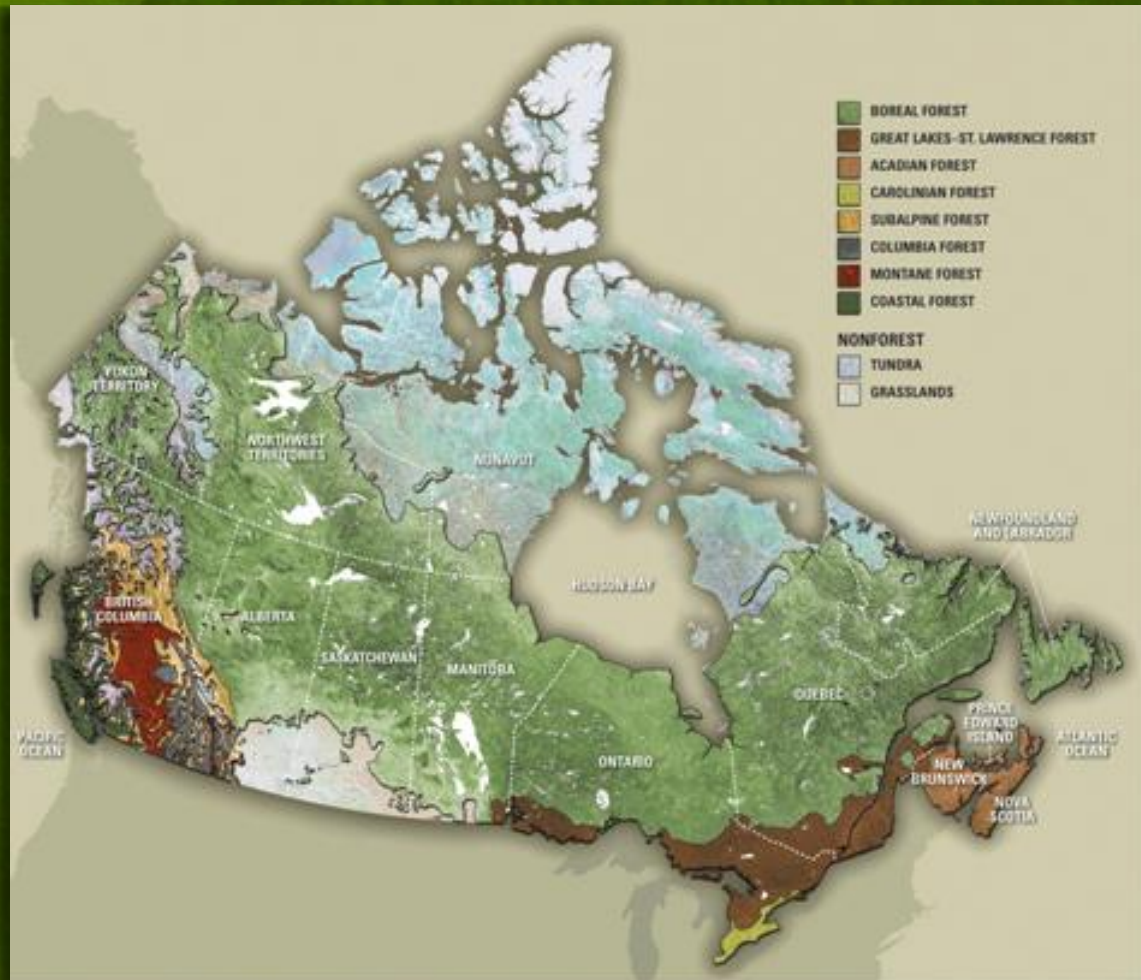 BOREAL FOREST
GREAT LAKES–ST. LAWRENCE FOREST
ACADIAN FOREST
CAROLINIAN FOREST
SUBALPINE FOREST
COLUMBIA FOREST
MONTANE FOREST
COASTAL FOREST
NONFOREST
TUNDRA
GRASSLANDS
YUKON
TERRITORY
NORTHWEST
TERRITORIES
NUNAVUT
NEWFOUNDLAND
AND LABRADOR
HUDSON BAY
BRITISH
COLUMBIA
ALBERTA
SASKATCHEWAN
MANITOBA
QUEBEC
PRINCE
EDWARD
ISLAND
PACIFIC
OCEAN
ATLANTIC
OCEAN
ONTARIO
NEW
BRUNSWICK
NOVA
SCOTIA